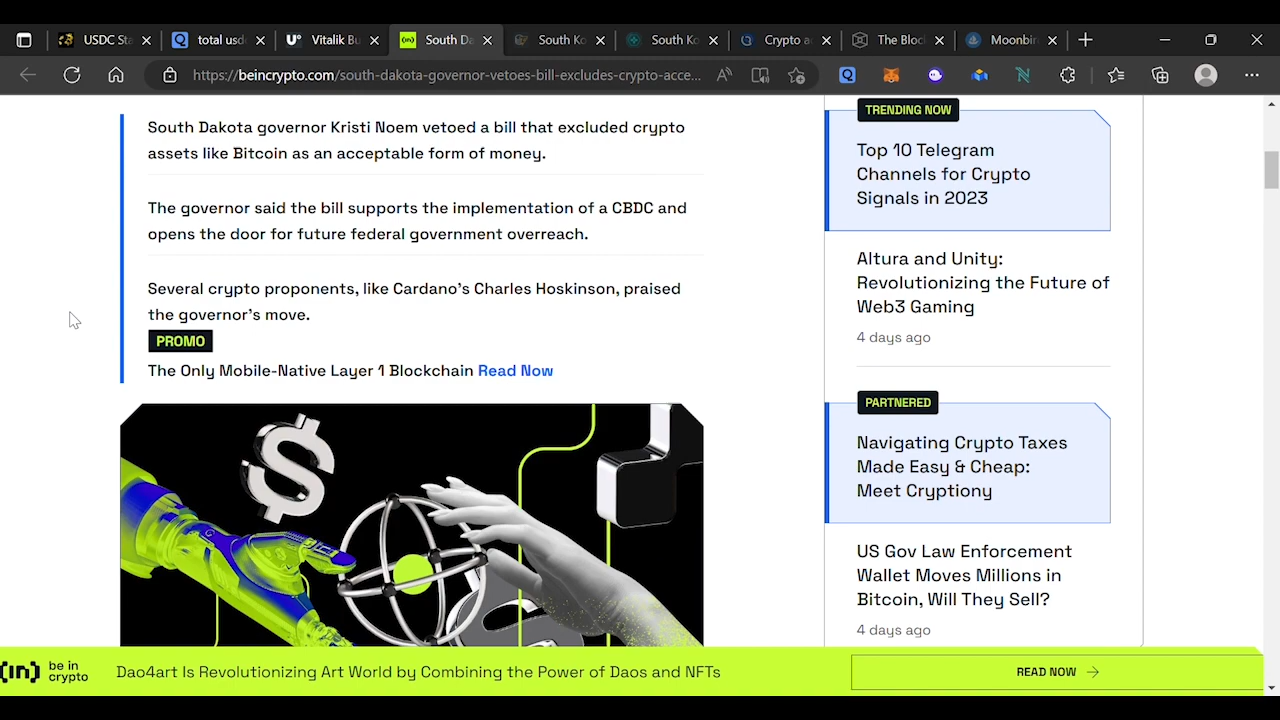 USDC Sta
total usd
Vitalik Bu
South Da
South Ko
South Ko
Crypto a
The Bloc
Moonbir
https://beincrypto.com/south-dakota-governor-vetoes-bill-excludes-crypto-acce...
South Dakota governor Kristi Noem vetoed a bill that excluded crypto
assets like Bitcoin as an acceptable form of money.
The governor said the bill supports the implementation of a CBDC and
opens the door for future federal government overreach.
Several crypto proponents, like Cardano's Charles Hoskinson, praised
the governor's move.
PROMO
The Only Mobile-Native Layer 1 Blockchain Read Now
TRENDING NOW
Top 10 Telegram
Channels for Crypto
Signals in 2023
Altura and Unity:
Revolutionizing the Future of
Web3 Gaming
4 days ago
PARTNERED
Navigating Crypto Taxes
Made Easy & Cheap:
Meet Cryptiony
US Gov Law Enforcement
Wallet Moves Millions in
Bitcoin, Will They Sell?
4 days ago
(in) be in
crypto
Dao4art Is Revolutionizing Art World by Combining the Power of Daos and NFTs
READ NOW →